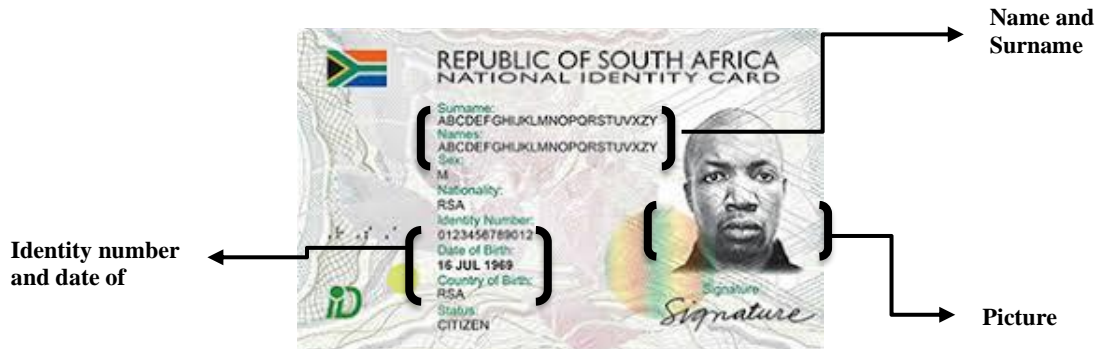 Name and
Surname
REPUBLIC OF SOUTH AFRICA
NATIONAL IDENTITY CARD
Surname:
ABCDEFGHIJKLMNOPQRSTUVXZY
Names:
ABCDEFGHIJKLMNOPQRSTUVXZY
Sex:
M
Nationality:
RSA
Identity Number:
0123456789012
Date of Birth:
16 JUL 1969
Country of Birth:
RSA
Status:
CITIZEN
Signature
Signature
iD
Identity number
and date of
Picture